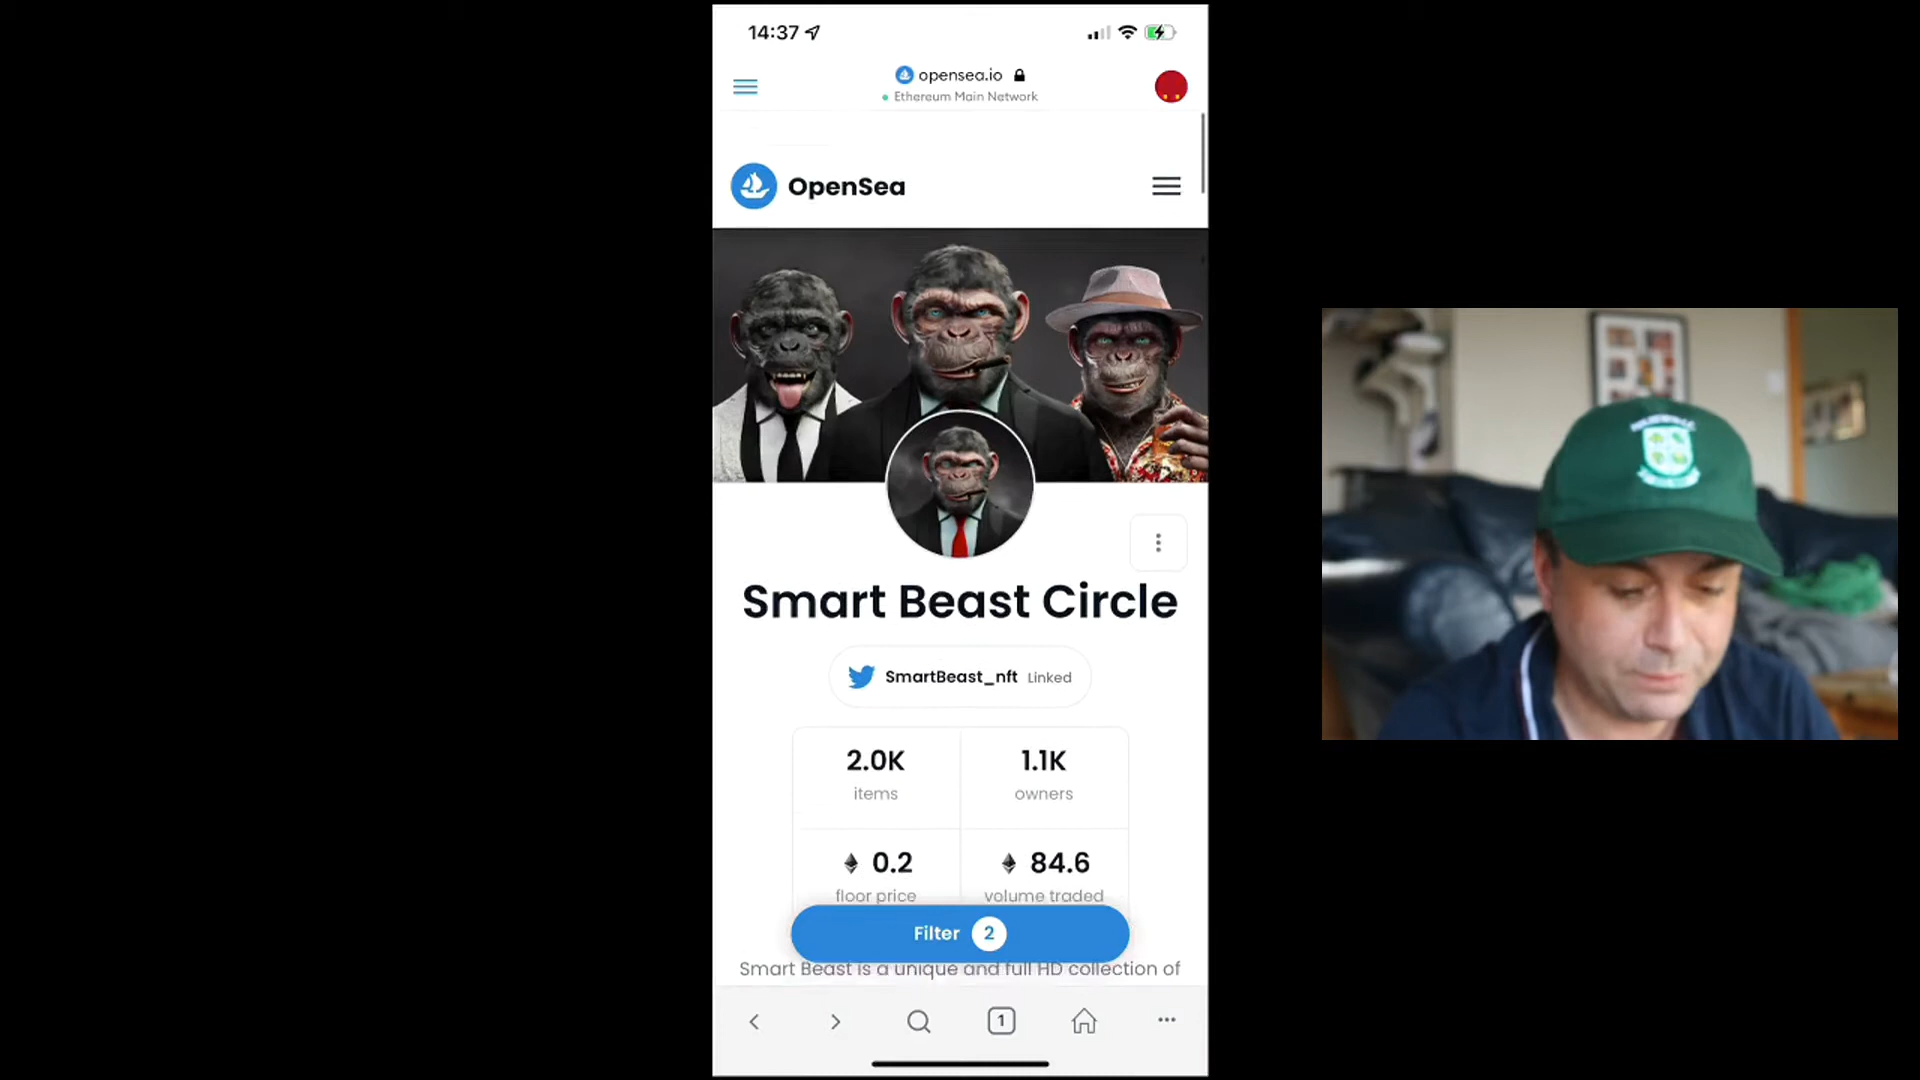 14:37
opensea.io
Ethereum Main Network
OpenSea
Smart Beast Circle
SmartBeast_nft Linked
2.0K 1.1K
items owners
0.2 84.6
floor price volume traded
Filter 2
Smart Beast is a unique and full HD collection of
1